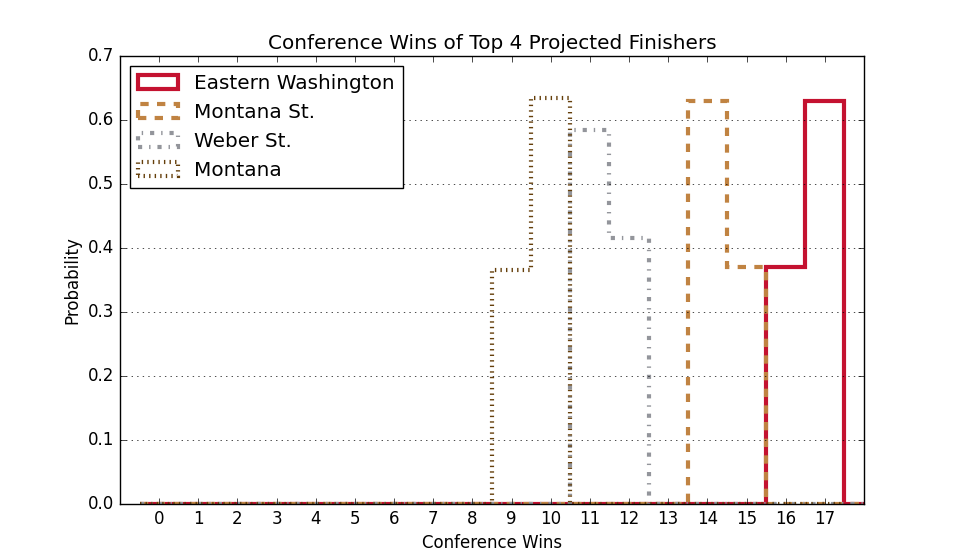 Conference Wins of Top 4 Projected Finishers
0.7
0.6
0.5
0.4
0.3
0.2
0.1
0.0
Probability
Eastern Washington
Montana St.
Weber St.
Montana
0 1 2 3 4 5 6 7 8 9 10 11 12 13 14 15 16 17
Conference Wins